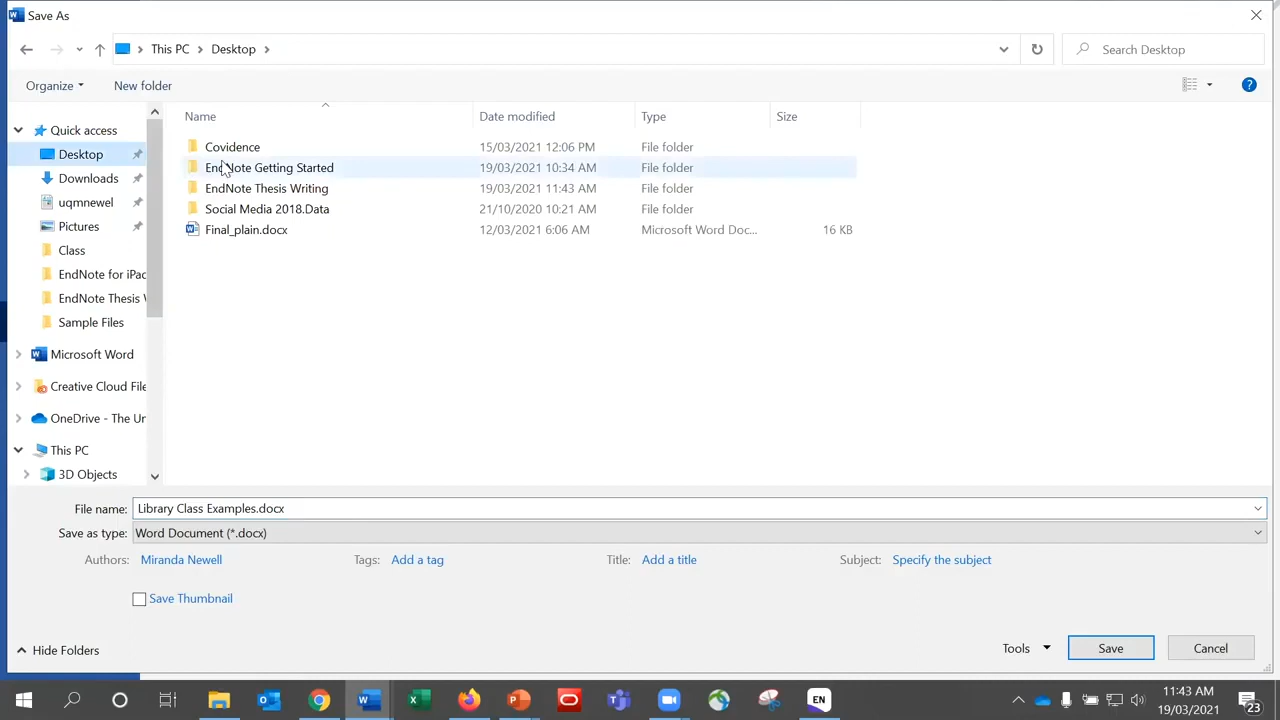 Save As
This PC Desktop
Search Desktop
Organize New folder
Name Date modified Type Size
Quick access
Desktop
Downloads
uqmnewel
Pictures
Class
EndNote for iPac
EndNote Thesis W
Sample Files
Microsoft Word
Creative Cloud File
OneDrive - The Un
This PC
3D Objects
Covidence 15/03/2021 12:06 PM File folder
EndNote Getting Started 19/03/2021 10:34 AM File folder
EndNote Thesis Writing 19/03/2021 11:43 AM File folder
Social Media 2018.Data 21/10/2020 10:21 AM File folder
Final_plain.docx 12/03/2021 6:06 AM Microsoft Word Doc... 16 KB
File name: Library Class Examples.docx
Save as type: Word Document (*.docx)
Authors: Miranda Newell Tags: Add a tag Title: Add a title Subject: Specify the subject
Save Thumbnail
Hide Folders Tools Save Cancel
EN
11:43 AM
19/03/2021
23